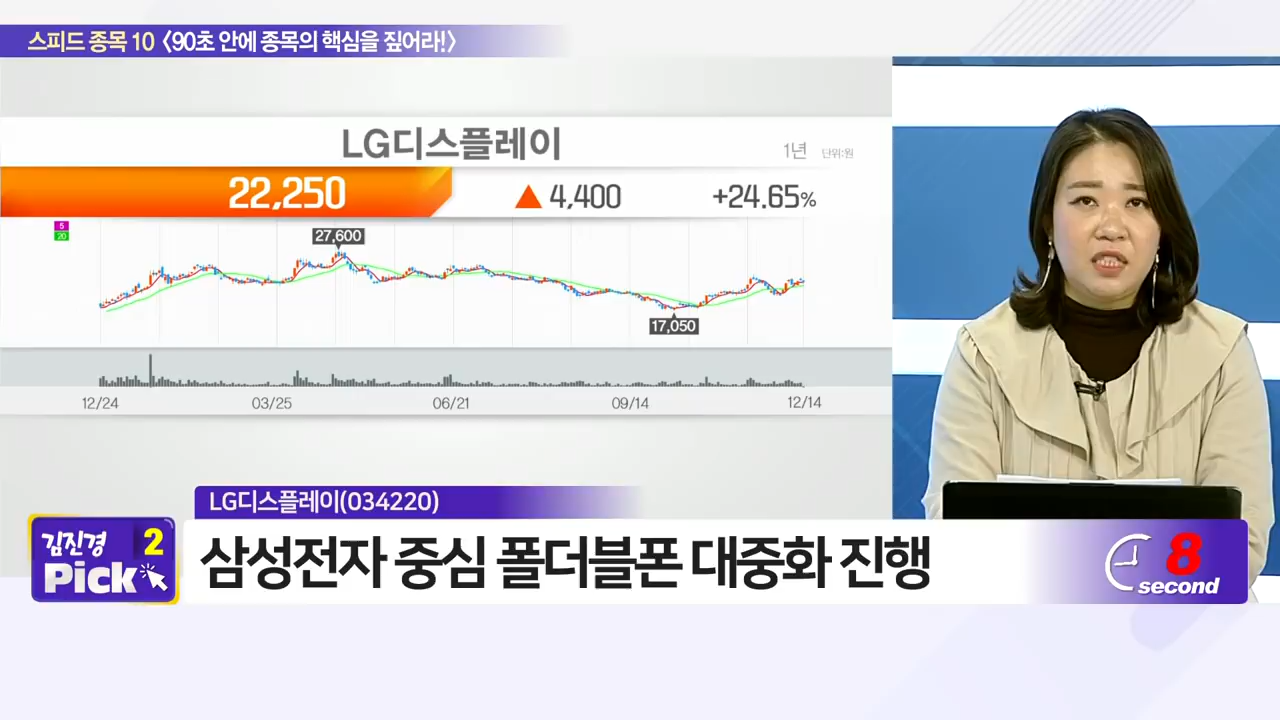 스피드 종목 10 〈90초 안에 종목의 핵심을 짚어라!〉
LG디스플레이
1년 단위:원
22,250 ▲ 4,400 +24.65%
5
20
27,600
17,050
12/24 03/25 06/21 09/14 12/14
LG디스플레이(034220)
김진경 2
Pick
삼성전자 중심 폴더블폰 대중화 진행
8
second